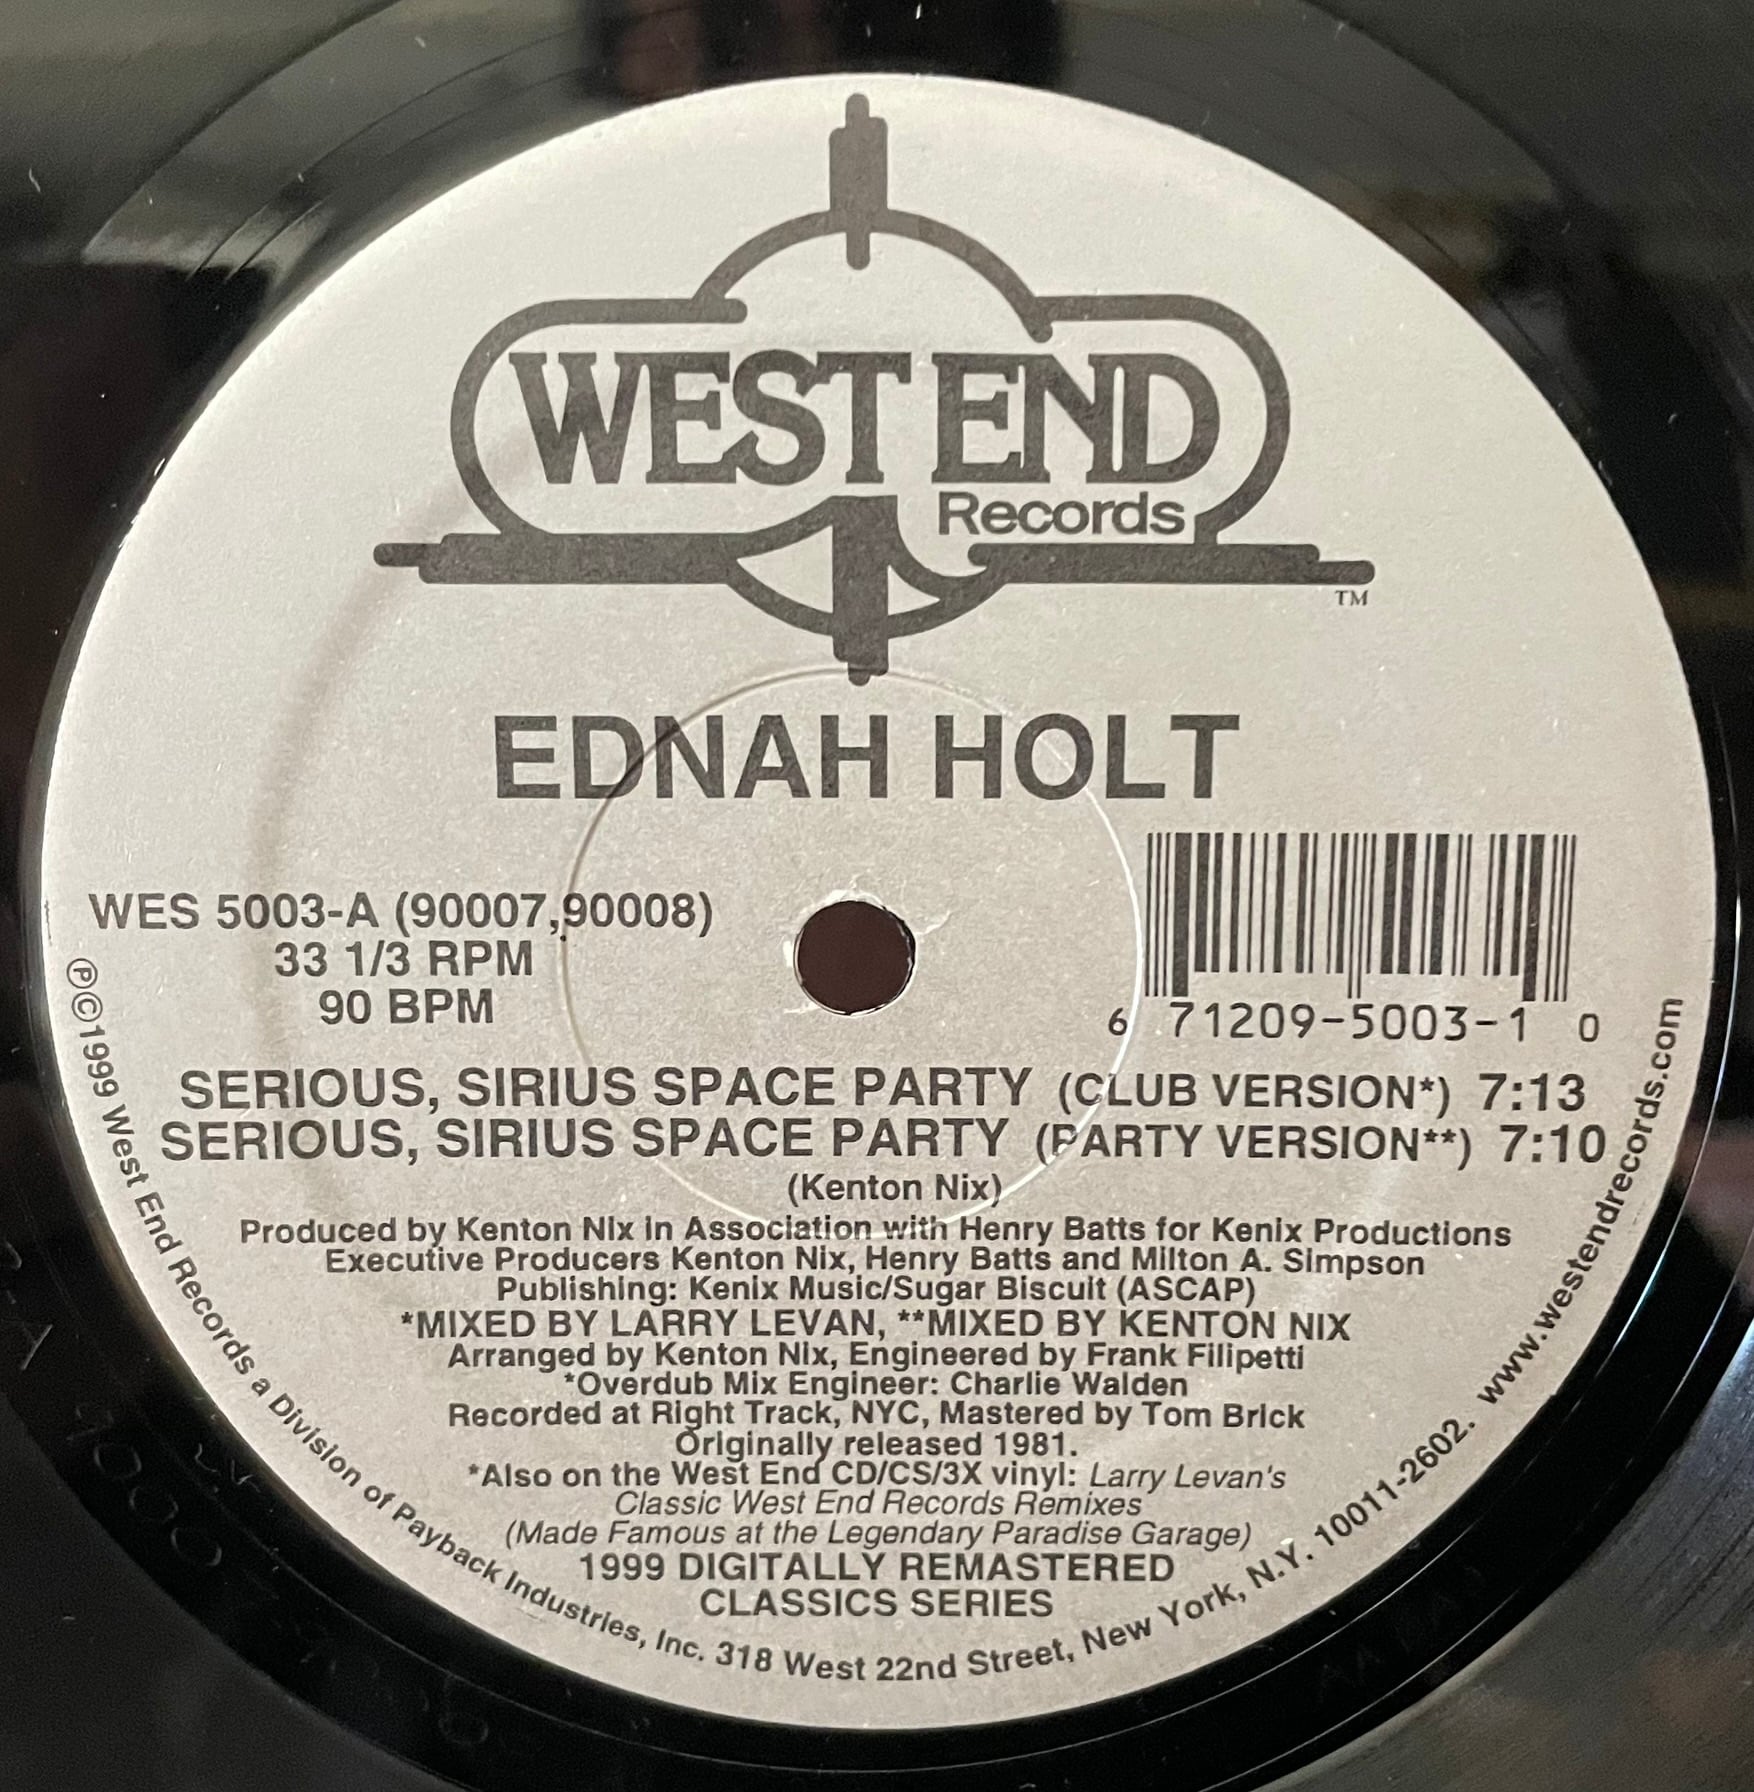 WEST END
Records
TM
EDNAH HOLT
WES 5003-A (90007,90008)
33 1/3 RPM
90 BPM
6 71209-5003-1 0
SERIOUS, SIRIUS SPACE PARTY (CLUB VERSION*) 7:13
SERIOUS, SIRIUS SPACE PARTY (PARTY VERSION**) 7:10
(Kenton Nix)
Produced by Kenton Nix in Association with Henry Batts for Kenix Productions
Executive Producers Kenton Nix, Henry Batts and Milton A. Simpson
Publishing: Kenix Music/Sugar Biscuit (ASCAP)
*MIXED BY LARRY LEVAN, **MIXED BY KENTON NIX
Arranged by Kenton Nix, Engineered by Frank Filipetti
*Overdub Mix Engineer: Charlie Walden
Recorded at Right Track, NYC, Mastered by Tom Brick
Originally released 1981.
*Also on the West End CD/CS/3X vinyl: Larry Levan's
Classic West End Records Remixes
(Made Famous at the Legendary Paradise Garage)
1999 DIGITALLY REMASTERED
CLASSICS SERIES
℗©1999 West End Records a Division of Payback Industries, Inc. 318 West 22nd Street, New York, N.Y. 10011-2602. www.westendrecords.com